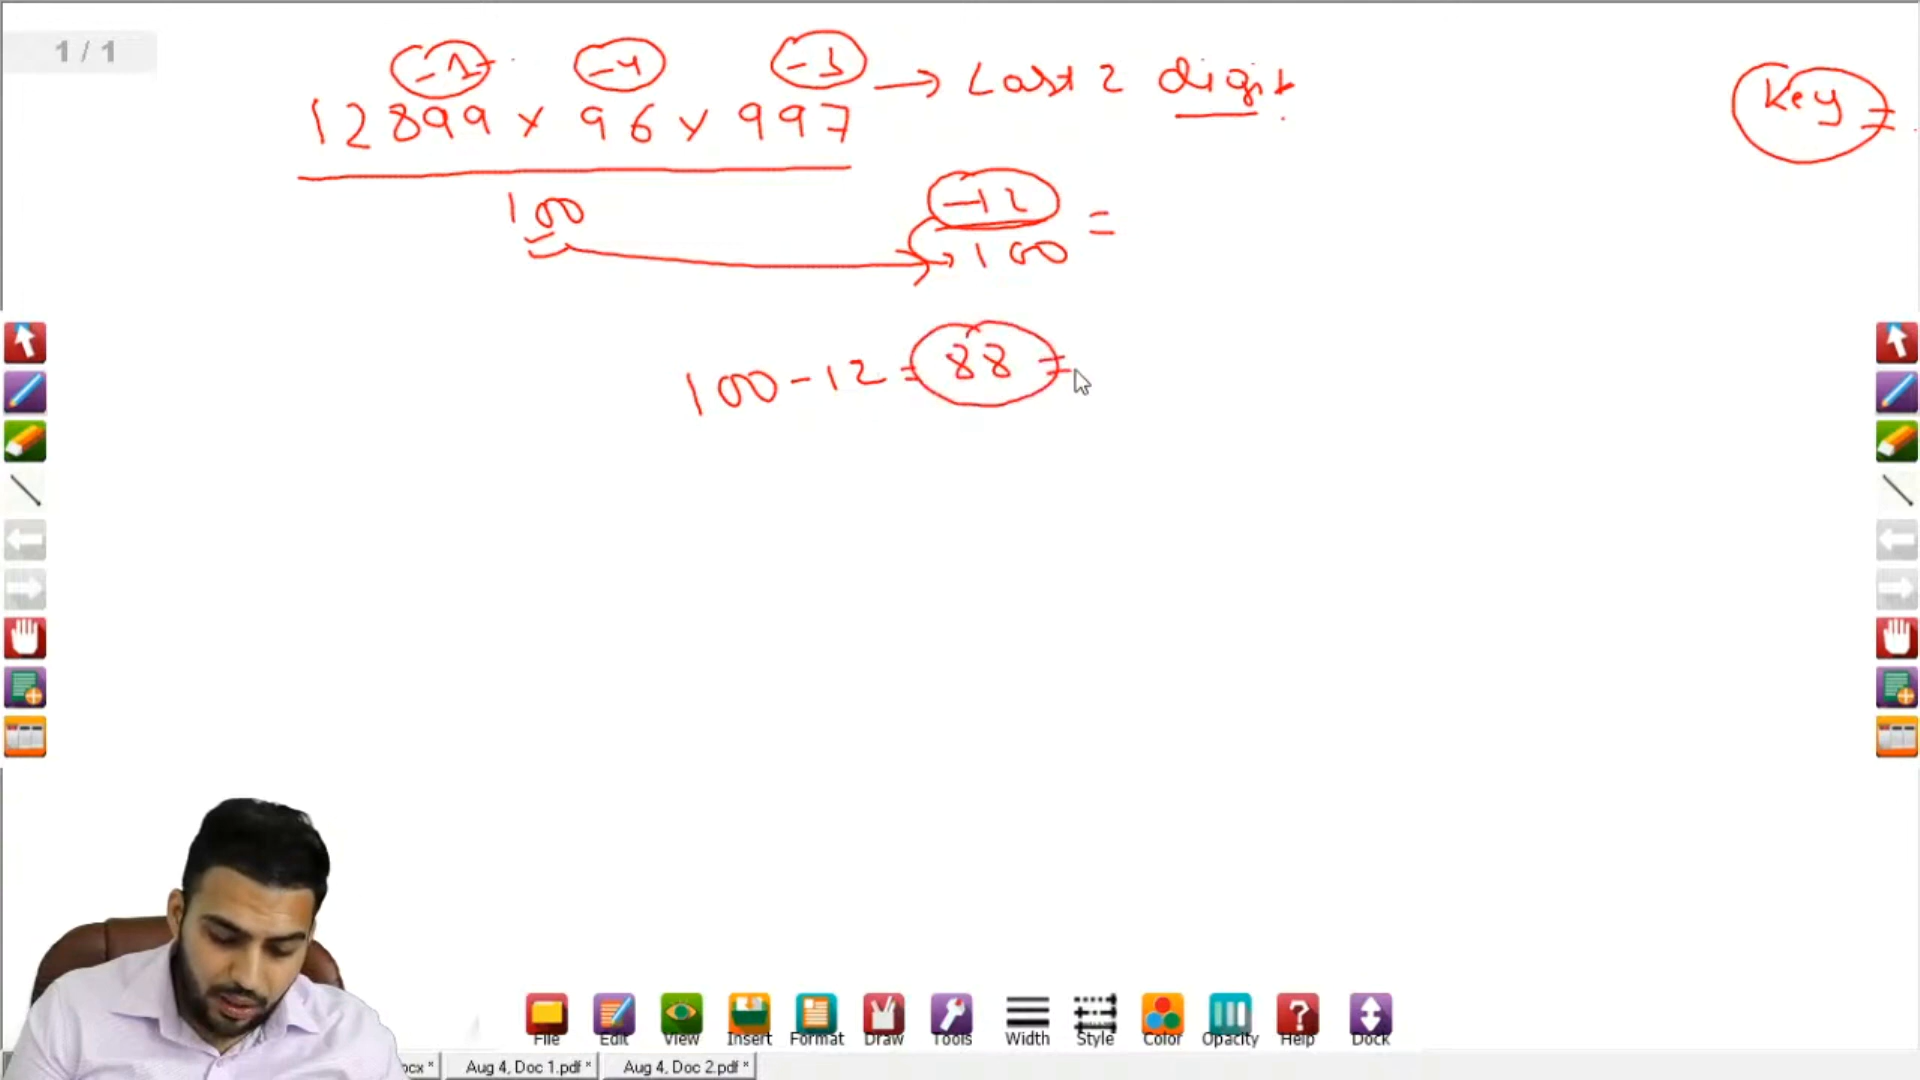 1 / 1
-1 -4 -3
12899 x 96 x 997 → Last 2 digit.
Key =
100 -12 =
100
100 - 12 = 88 =
File Edit View Insert Format Draw Tools Width Style Color Opacity Help Dock
ocx * Aug 4, Doc 1.pdf * Aug 4, Doc 2.pdf *